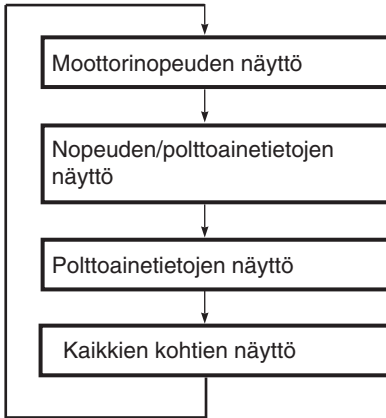 Moottorinopeuden näyttö
Nopeuden/polttoainetietojen
näyttö
Polttoainetietojen näyttö
Kaikkien kohtien näyttö